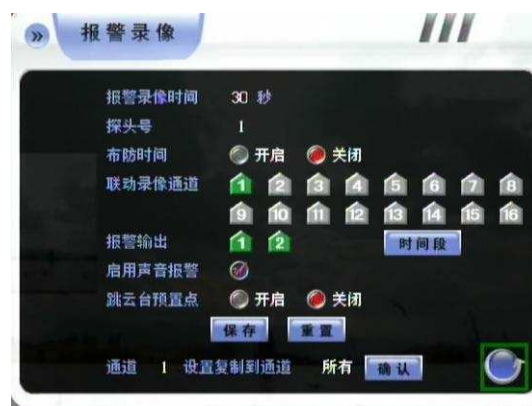 报警录像
报警录像时间 30 秒
探头号 1
布防时间 开启 关闭
联动录像通道 1 2 3 4 5 6 7 8
9 10 11 12 13 14 15 16
报警输出 1 2 时间段
启用声音报警
跳云台预置点 开启 关闭
保存 重置
通道 1 设置复制到通道 所有 确认